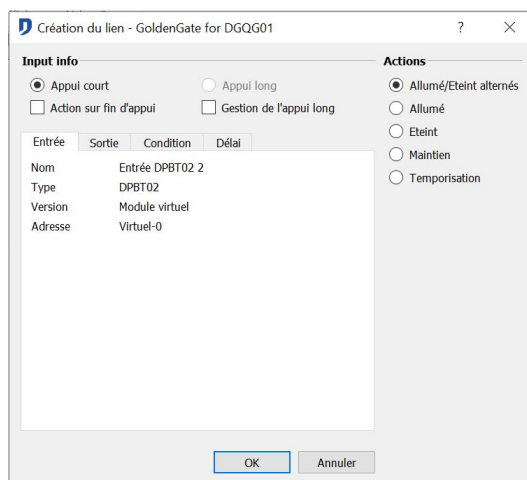 Création du lien - GoldenGate for DGQG01 ? ×
Input info
Appui court Appui long
Action sur fin d'appui Gestion de l'appui long
Entrée Sortie Condition Délai
Nom Entrée DPBT02 2
Type DPBT02
Version Module virtuel
Adresse Virtuel-0
Actions
Allumé/Eteint alternés
Allumé
Eteint
Maintien
Temporisation
OK Annuler